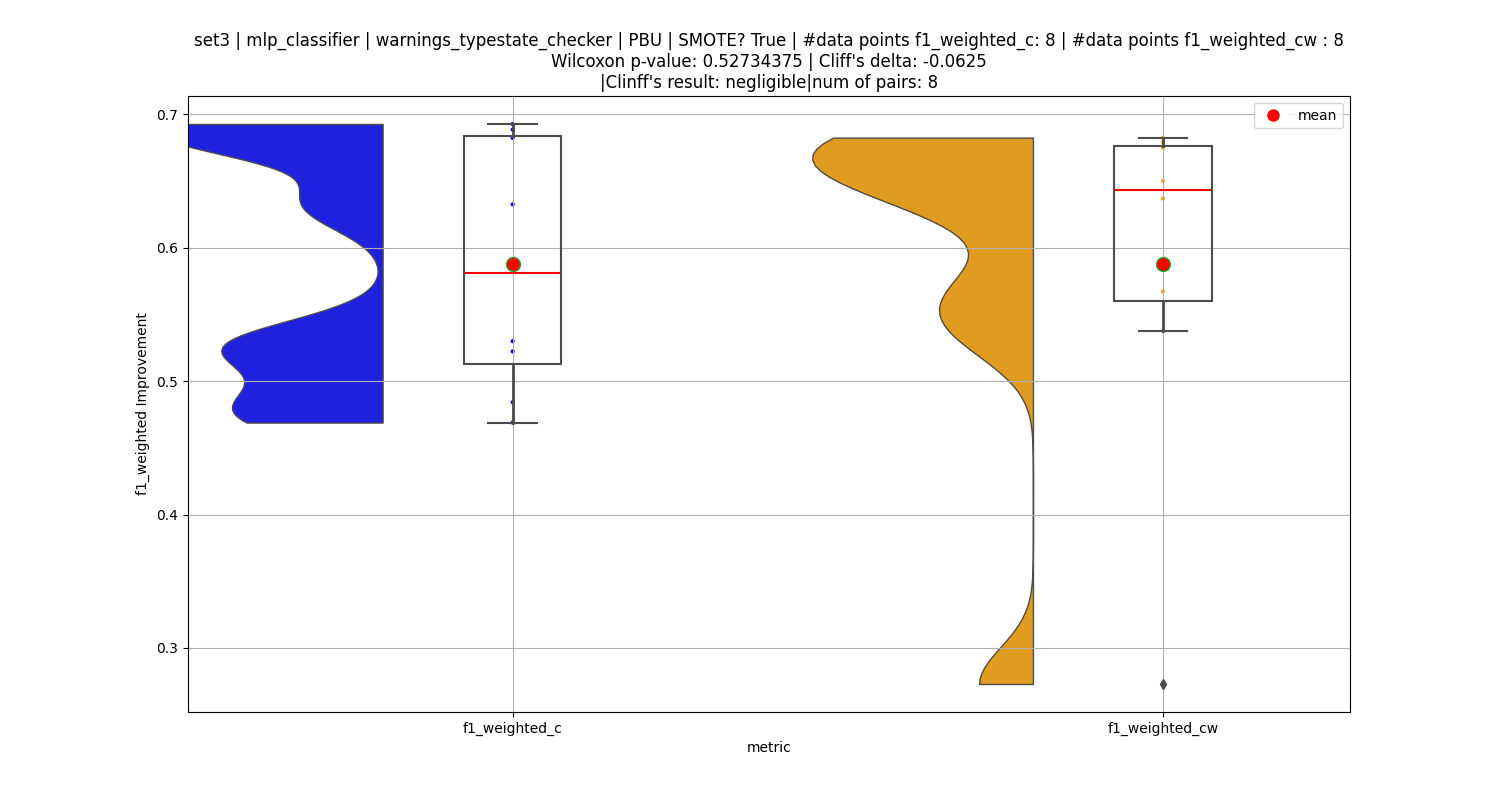 set3 | mlp_classifier | warnings_typestate_checker | PBU | SMOTE? True | #data points f1_weighted_c: 8 | #data points f1_weighted_cw : 8
Wilcoxon p-value: 0.52734375 | Cliff's delta: -0.0625
|Clinff's result: negligible|num of pairs: 8
mean
0.7
0.6
0.5
0.4
0.3
f1_weighted Improvement
f1_weighted_c
f1_weighted_cw
metric